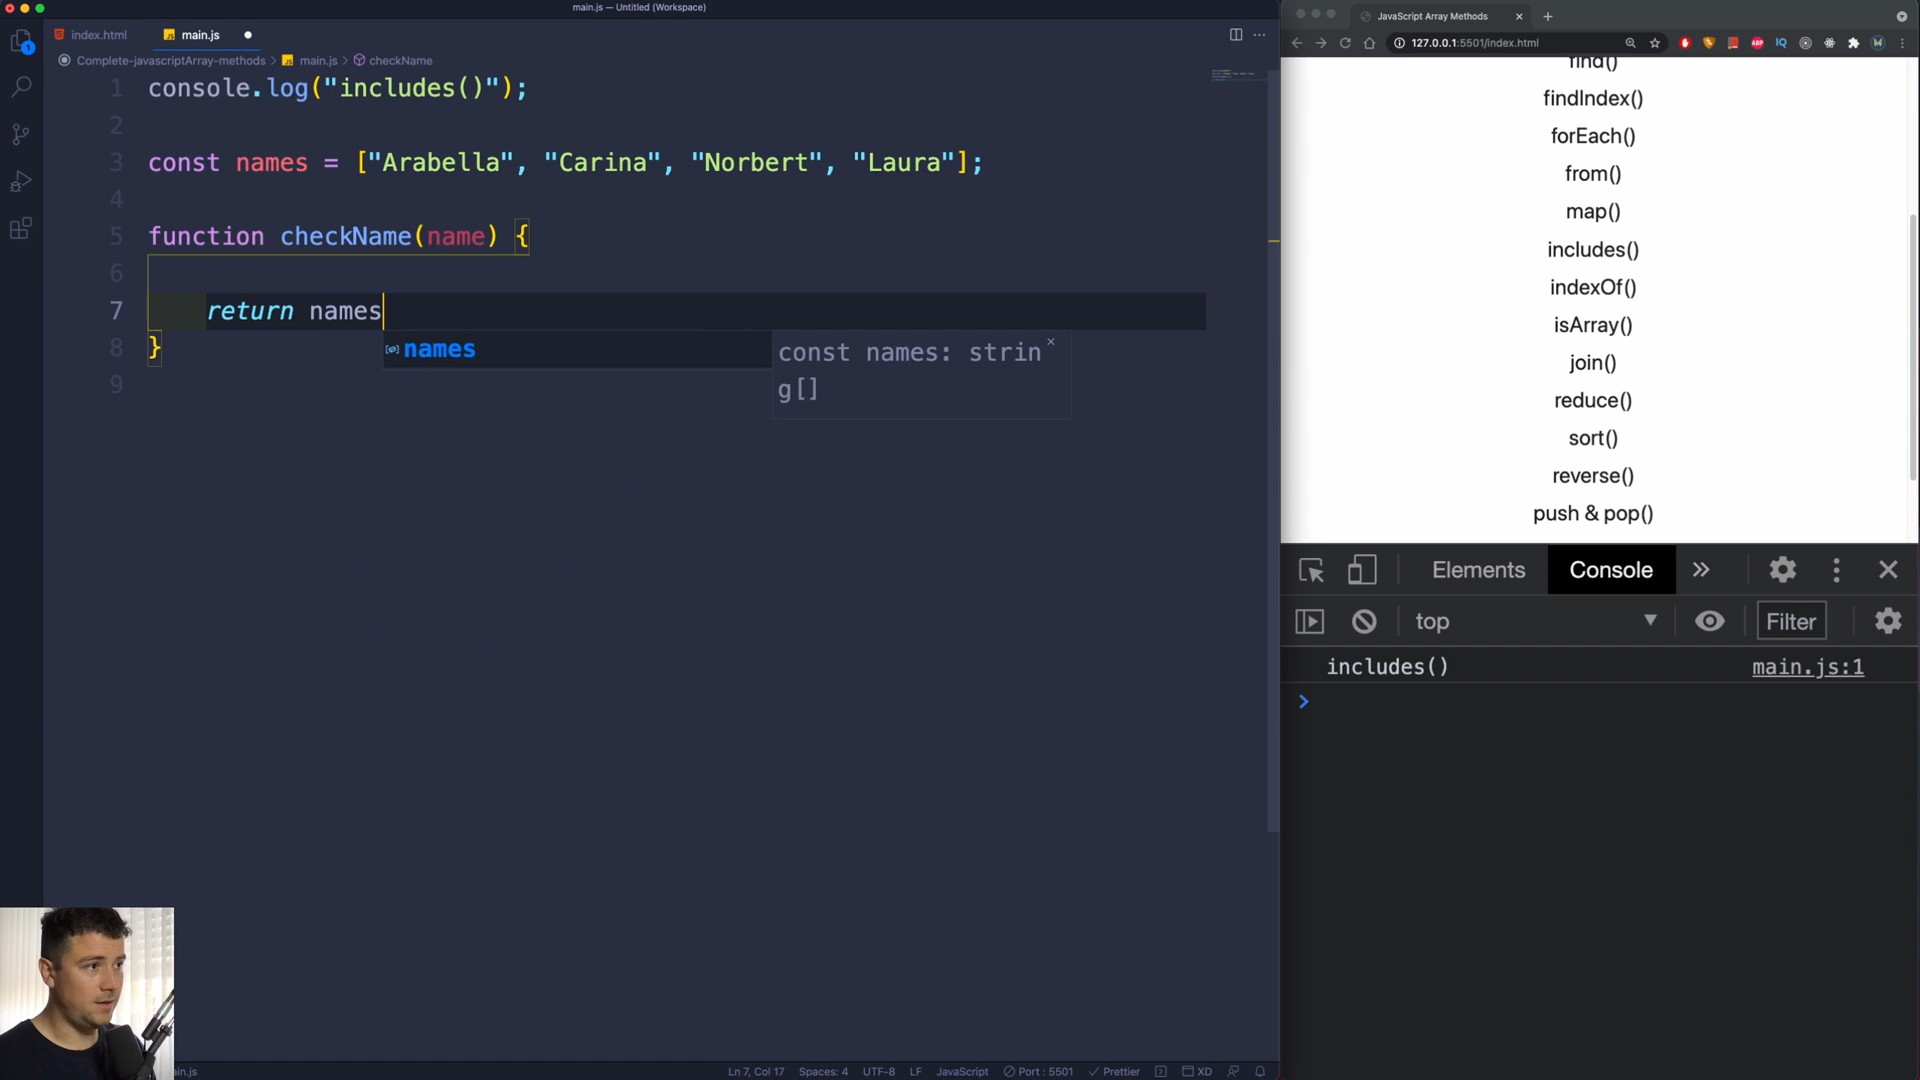 main.js — Untitled (Workspace)
index.html
main.js
Complete-javascriptArray-methods > main.js > checkName
1 console.log("includes()");
2
3 const names = ["Arabella", "Carina", "Norbert", "Laura"];
4
5 function checkName(name) {
6
7 return names
8 }
9
names
const names: strin
g[]
Ln 7, Col 17
Spaces: 4
UTF-8
LF
JavaScript
Port : 5501
Prettier
XD
JavaScript Array Methods
127.0.0.1:5501/index.html
ABP
IQ
find()
findIndex()
forEach()
from()
map()
includes()
indexOf()
isArray()
join()
reduce()
sort()
reverse()
push & pop()
Elements
Console
top
Filter
includes()
main.js:1